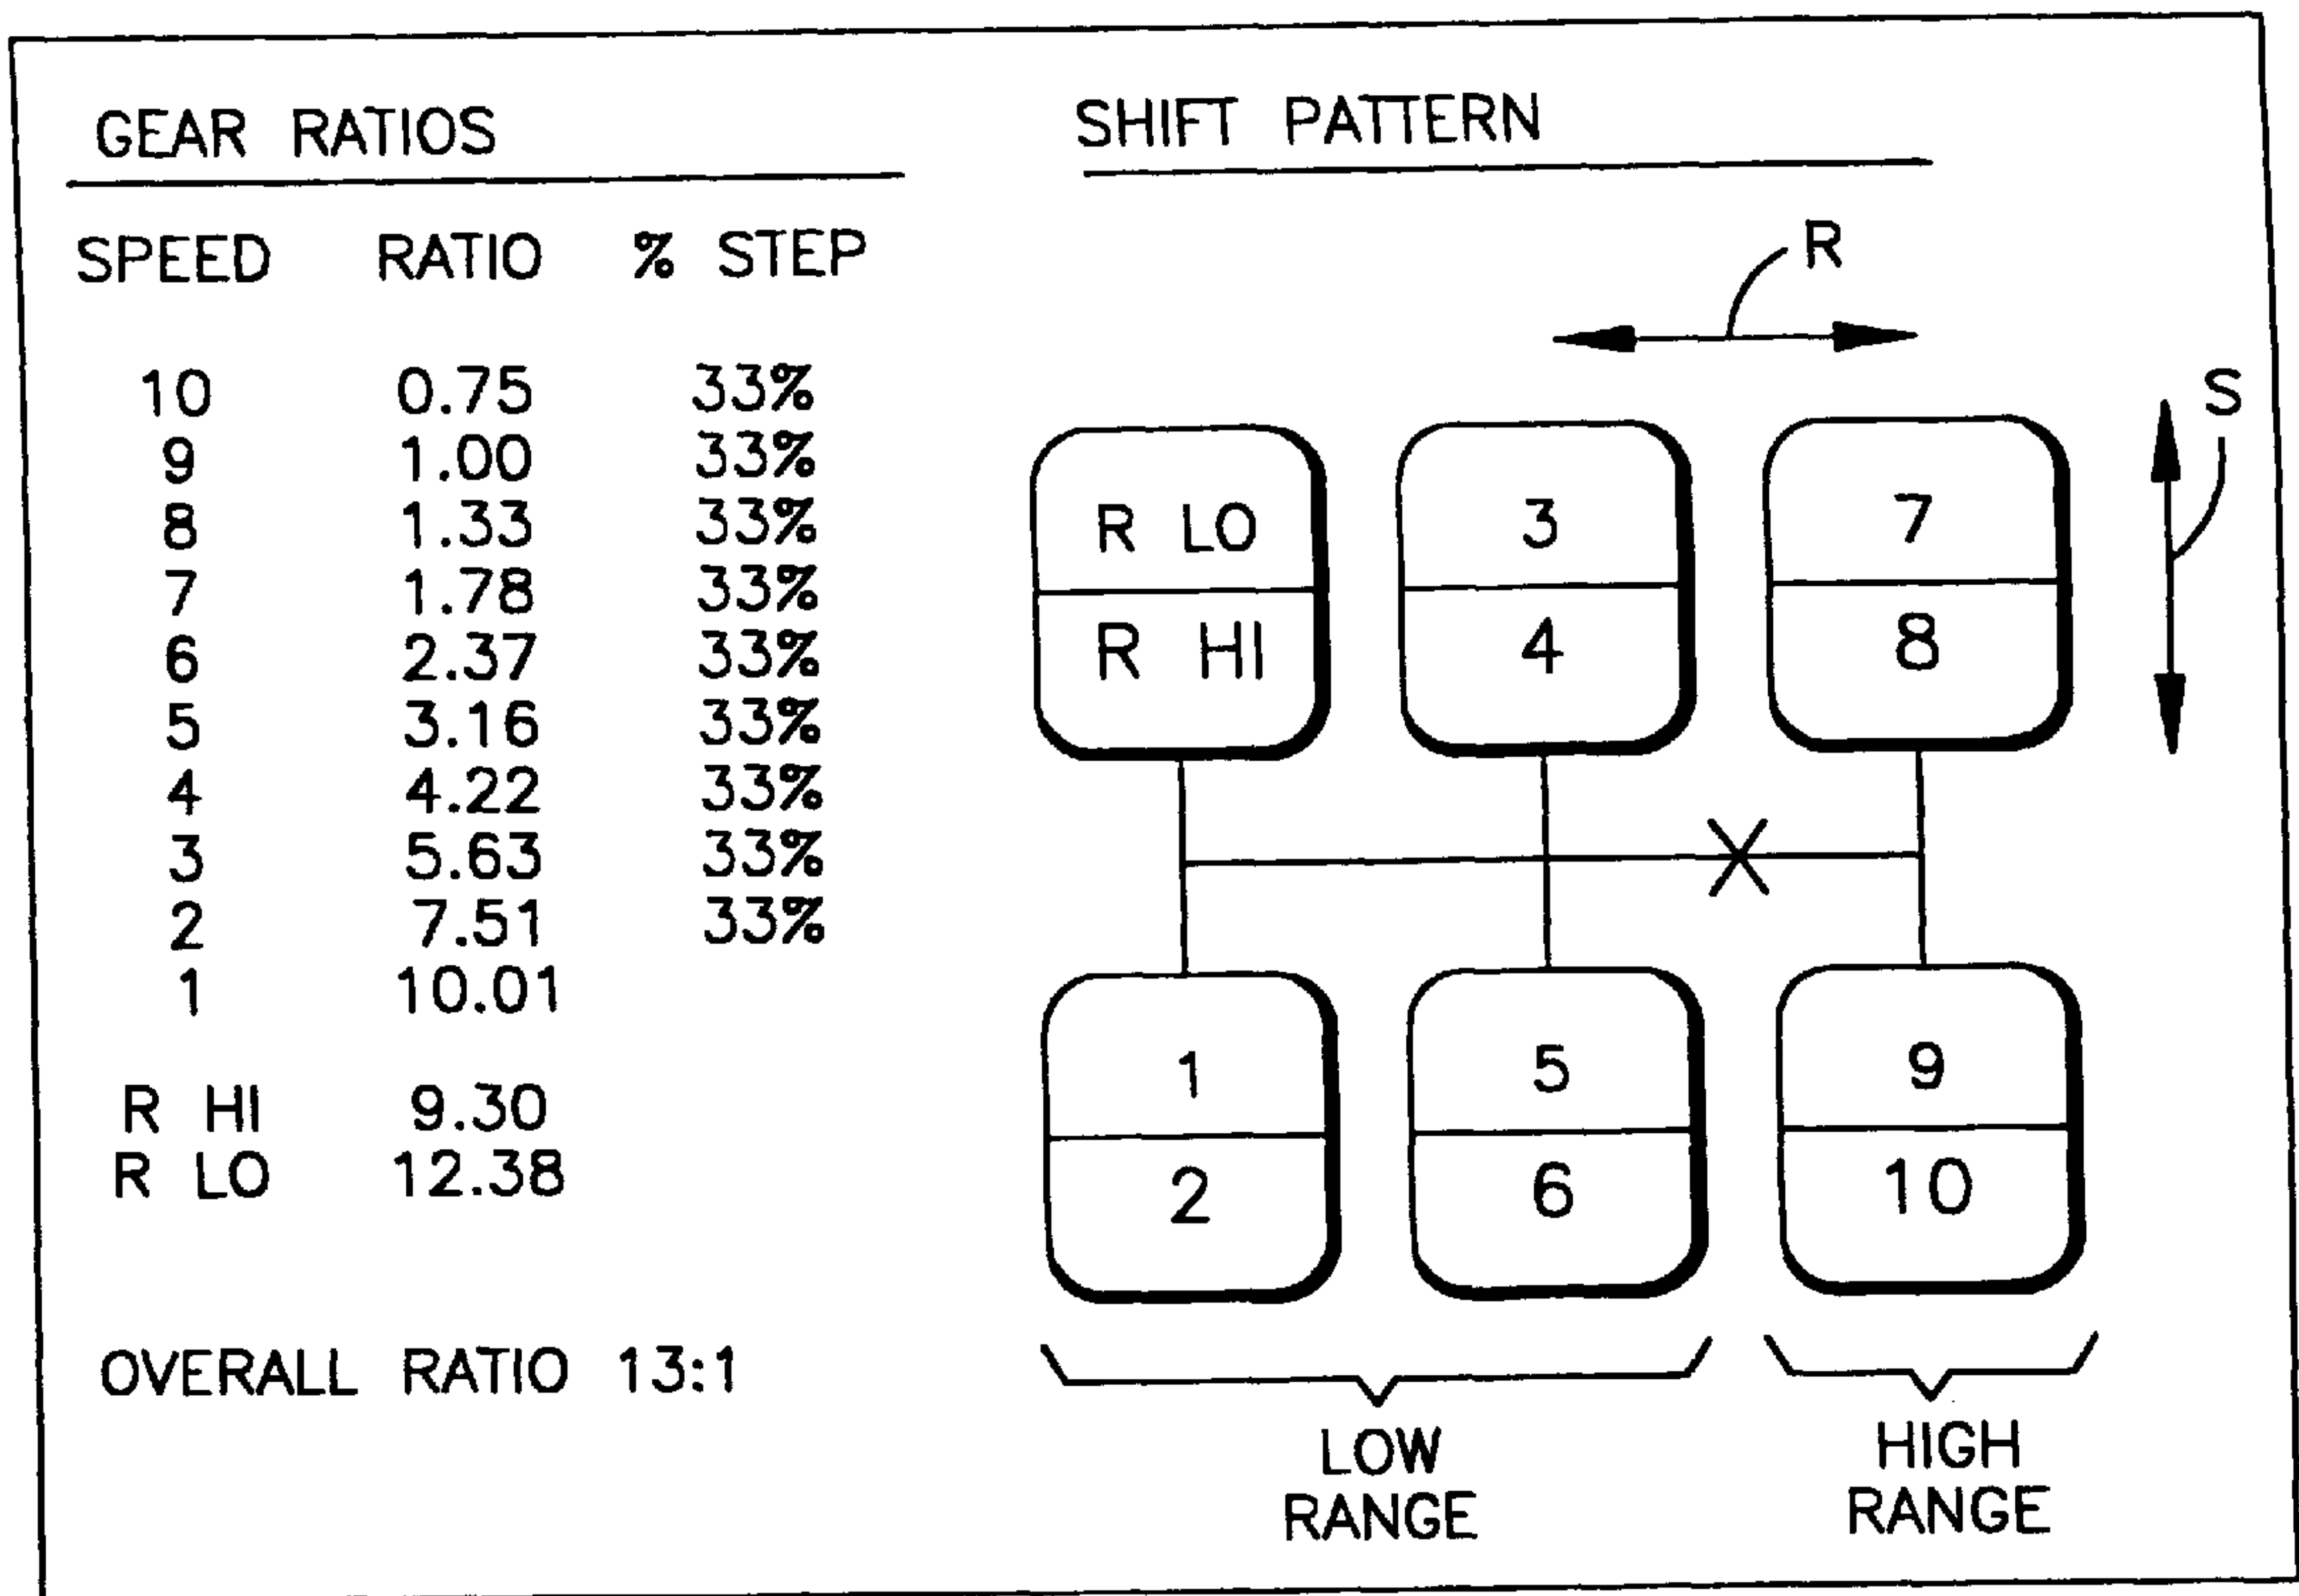 GEAR RATIOS
SPEED RATIO % STEP
10 0.75 33%
9 1.00 33%
8 1.33 33%
7 1.78 33%
6 2.37 33%
5 3.16 33%
4 4.22 33%
3 5.63 33%
2 7.51 33%
1 10.01
R HI 9.30
R LO 12.38
OVERALL RATIO 13:1
SHIFT PATTERN
R
S
R LO 3 7
R HI 4 8
X
1 5 9
2 6 10
LOW
RANGE
HIGH
RANGE